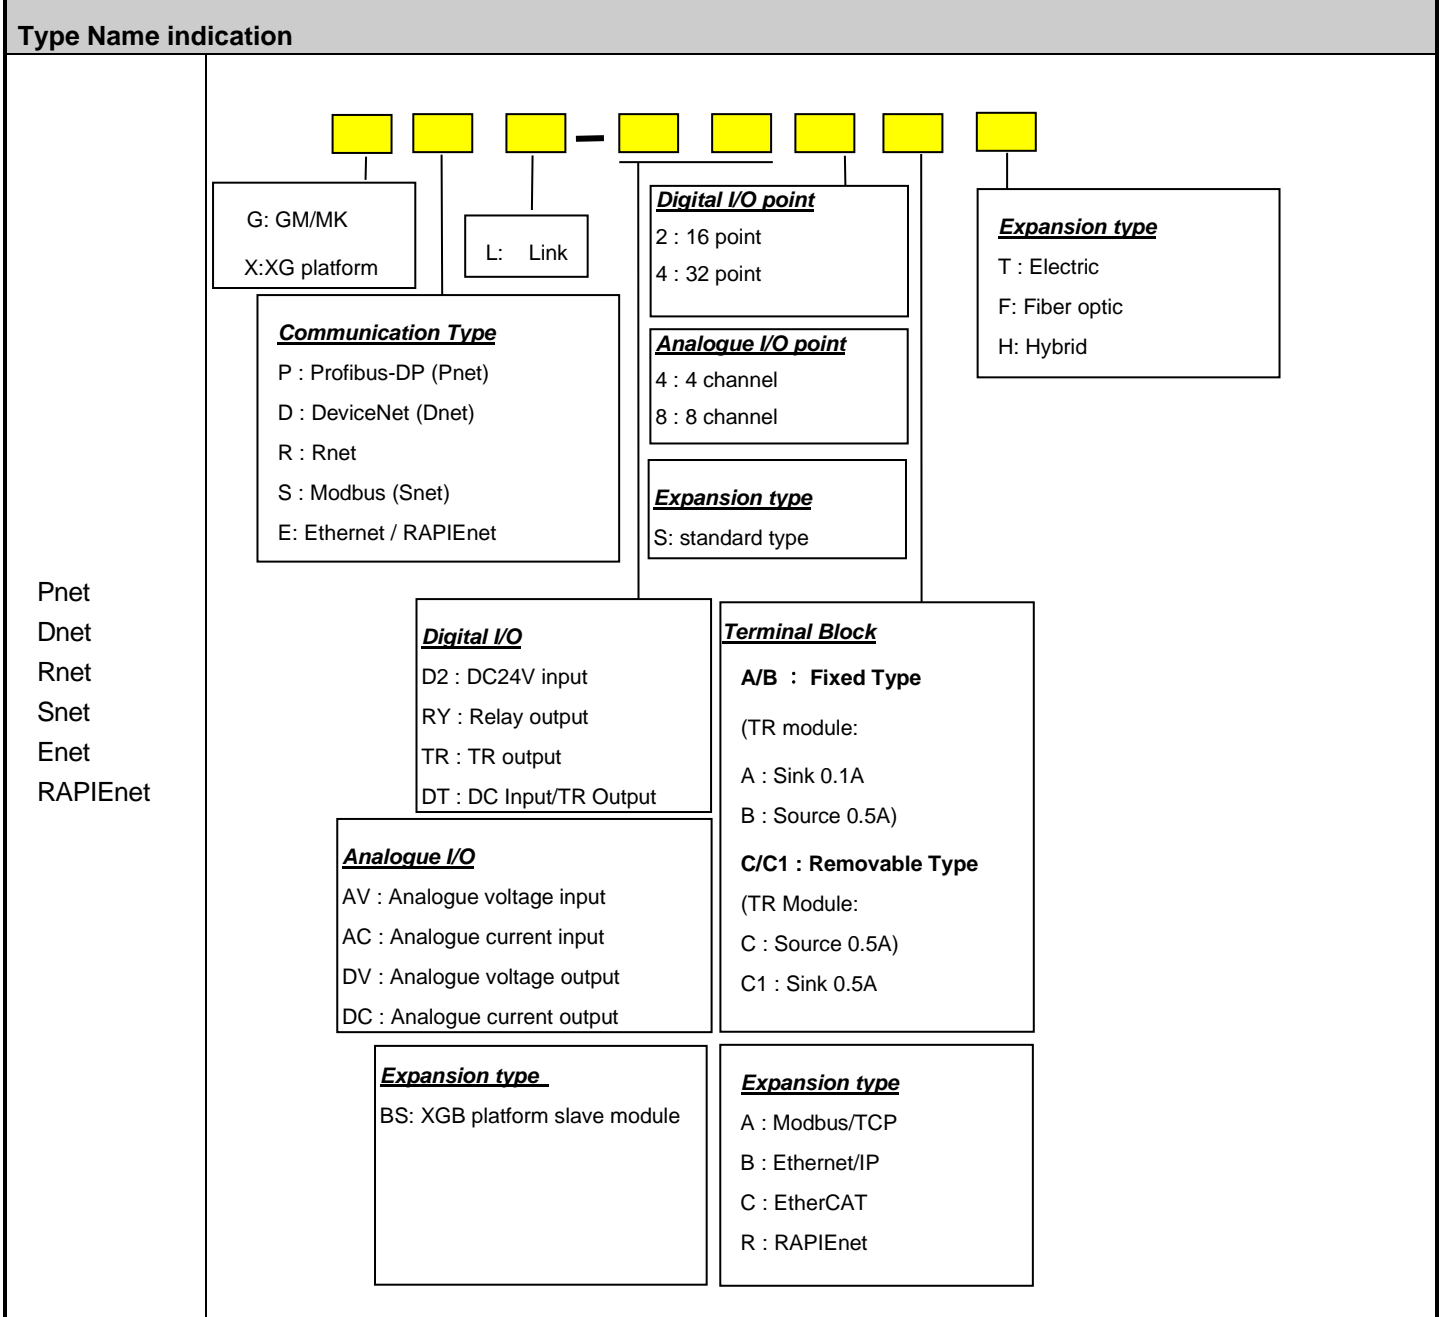 Type Name indication
Pnet
Dnet
Rnet
Snet
Enet
RAPIEnet
G: GM/MK
X:XG platform
L: Link
Communication Type
P : Profibus-DP (Pnet)
D : DeviceNet (Dnet)
R : Rnet
S : Modbus (Snet)
E: Ethernet / RAPIEnet
Digital I/O point
2 : 16 point
4 : 32 point
Analogue I/O point
4 : 4 channel
8 : 8 channel
Expansion type
S: standard type
Expansion type
T : Electric
F: Fiber optic
H: Hybrid
Digital I/O
D2 : DC24V input
RY : Relay output
TR : TR output
DT : DC Input/TR Output
Analogue I/O
AV : Analogue voltage input
AC : Analogue current input
DV : Analogue voltage output
DC : Analogue current output
Expansion type
BS: XGB platform slave module
Terminal Block
A/B : Fixed Type
(TR module:
A : Sink 0.1A
B : Source 0.5A)
C/C1 : Removable Type
(TR Module:
C : Source 0.5A)
C1 : Sink 0.5A
Expansion type
A : Modbus/TCP
B : Ethernet/IP
C : EtherCAT
R : RAPIEnet